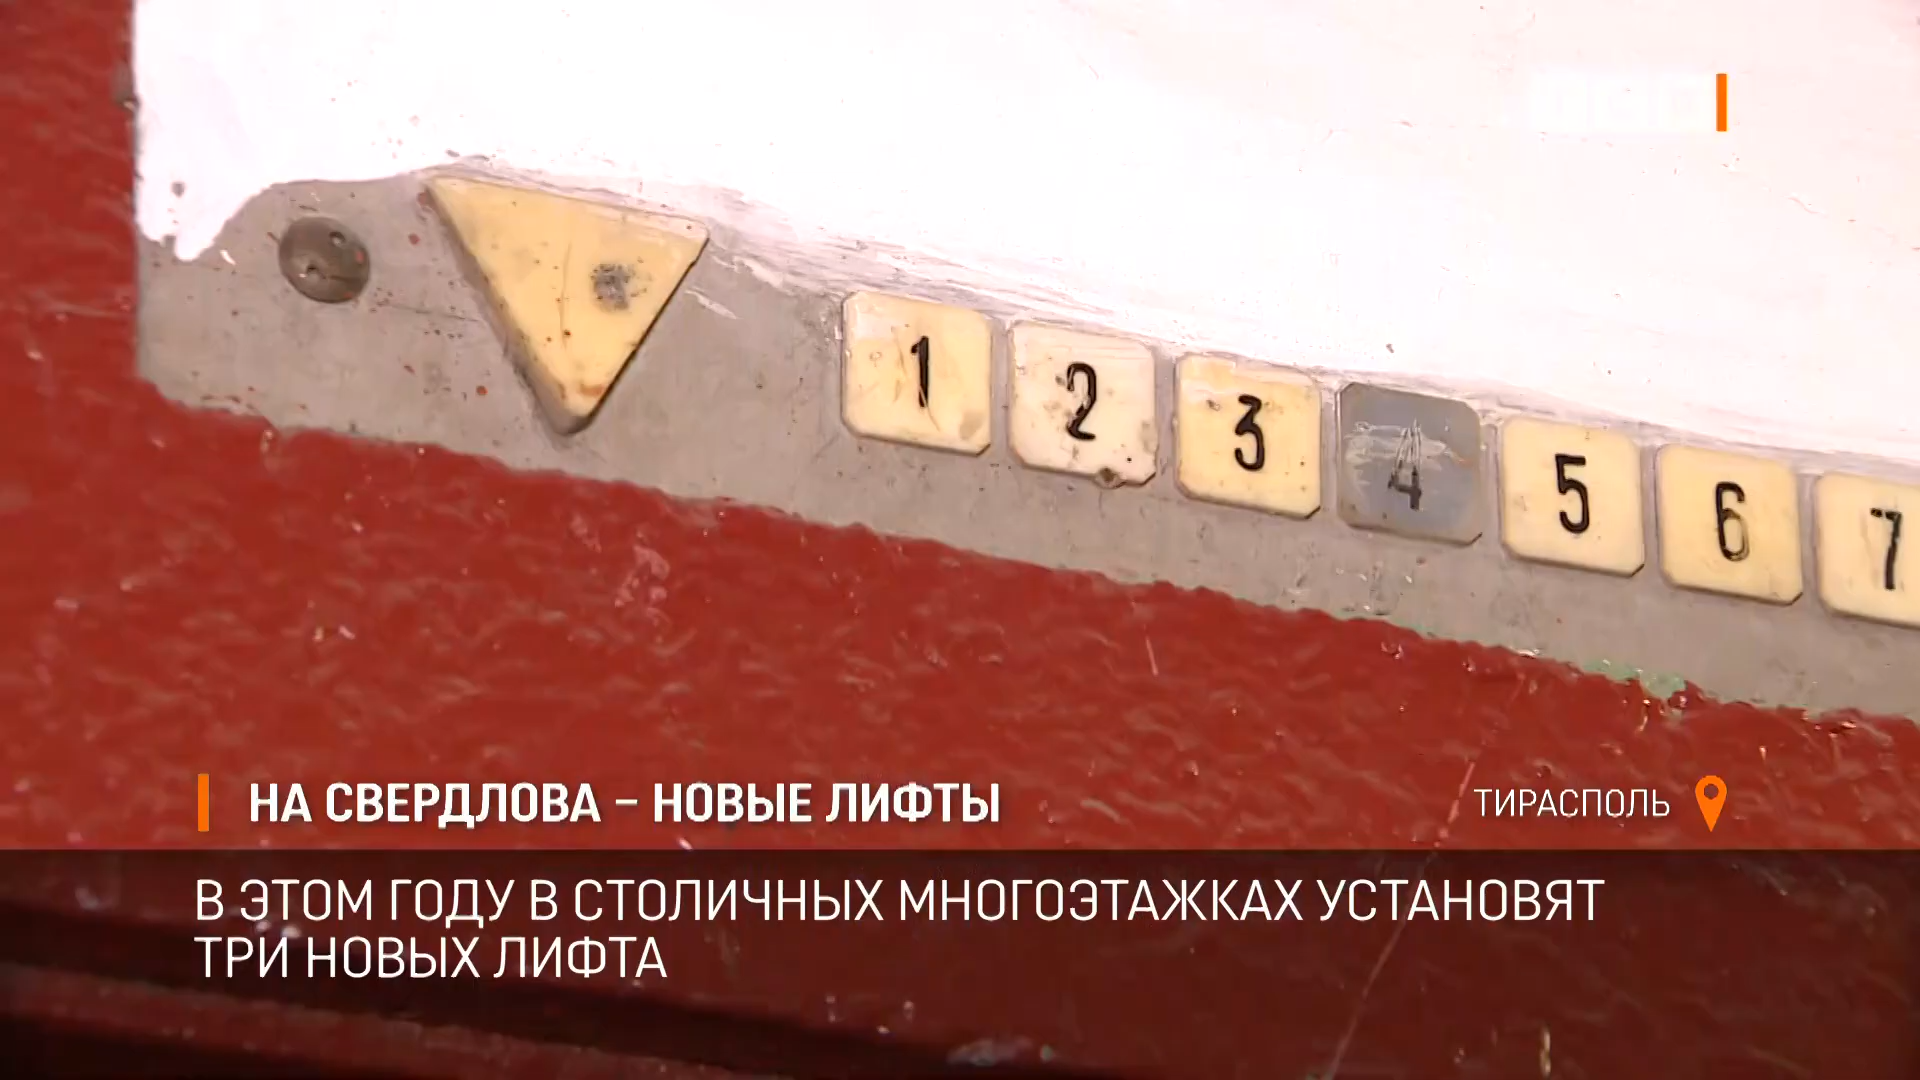 1 2 3 4 5 6 7
НА СВЕРДЛОВА – НОВЫЕ ЛИФТЫ
ТИРАСПОЛЬ
В ЭТОМ ГОДУ В СТОЛИЧНЫХ МНОГОЭТАЖКАХ УСТАНОВЯТ
ТРИ НОВЫХ ЛИФТА